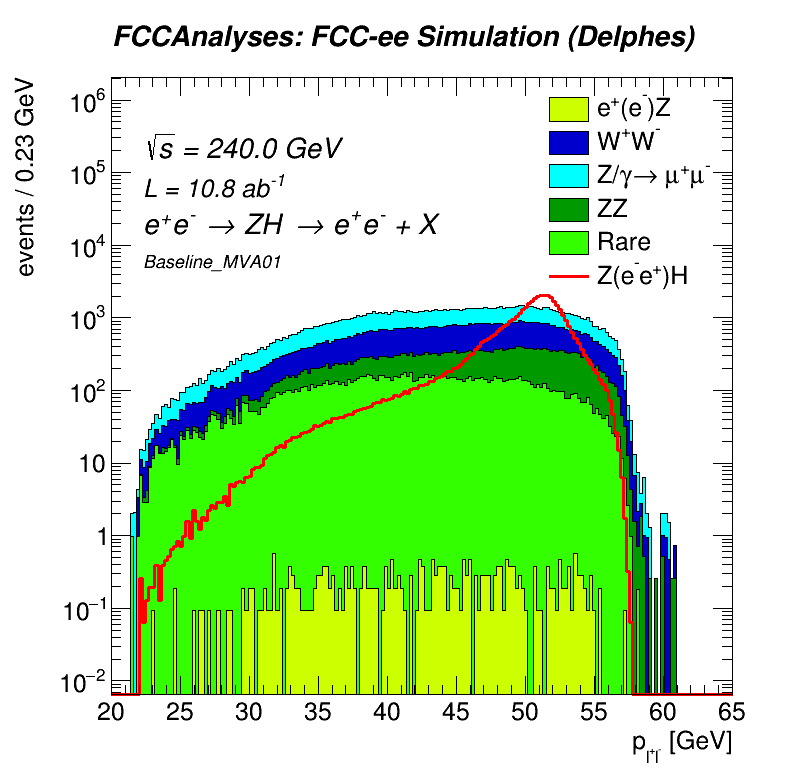 FCCAnalyses: FCC-ee Simulation (Delphes)
events / 0.23 GeV
10⁶
10⁵
10⁴
10³
10²
10
1
10⁻¹
10⁻²
√s = 240.0 GeV
L = 10.8 ab⁻¹
e⁺e⁻ → ZH → e⁺e⁻ + X
Baseline_MVA01
e⁺(e⁻)Z
W⁺W⁻
Z/γ→ μ⁺μ⁻
ZZ
Rare
Z(e⁻e⁺)H
20 25 30 35 40 45 50 55 60 65
p_l⁺l⁻ [GeV]